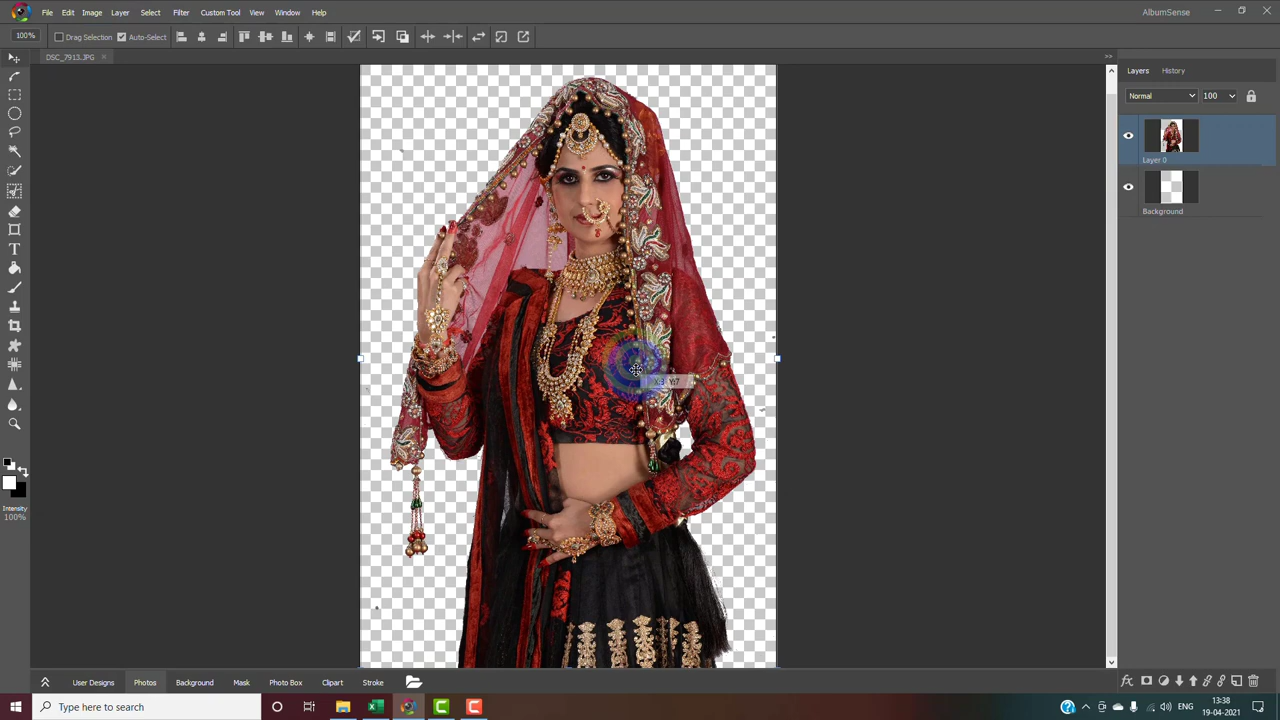 File Edit Image Layer Select Filter Custom Tool View Window Help AlbumSense
100% Drag Selection Auto-Select
DSC_7913.JPG
Layers History
Normal 100
Layer 0
Background
X:3 Y:7
Intensity
100%
User Designs Photos Background Mask Photo Box Clipart Stroke
Type here to search
ENG
13:38
19-04-2021